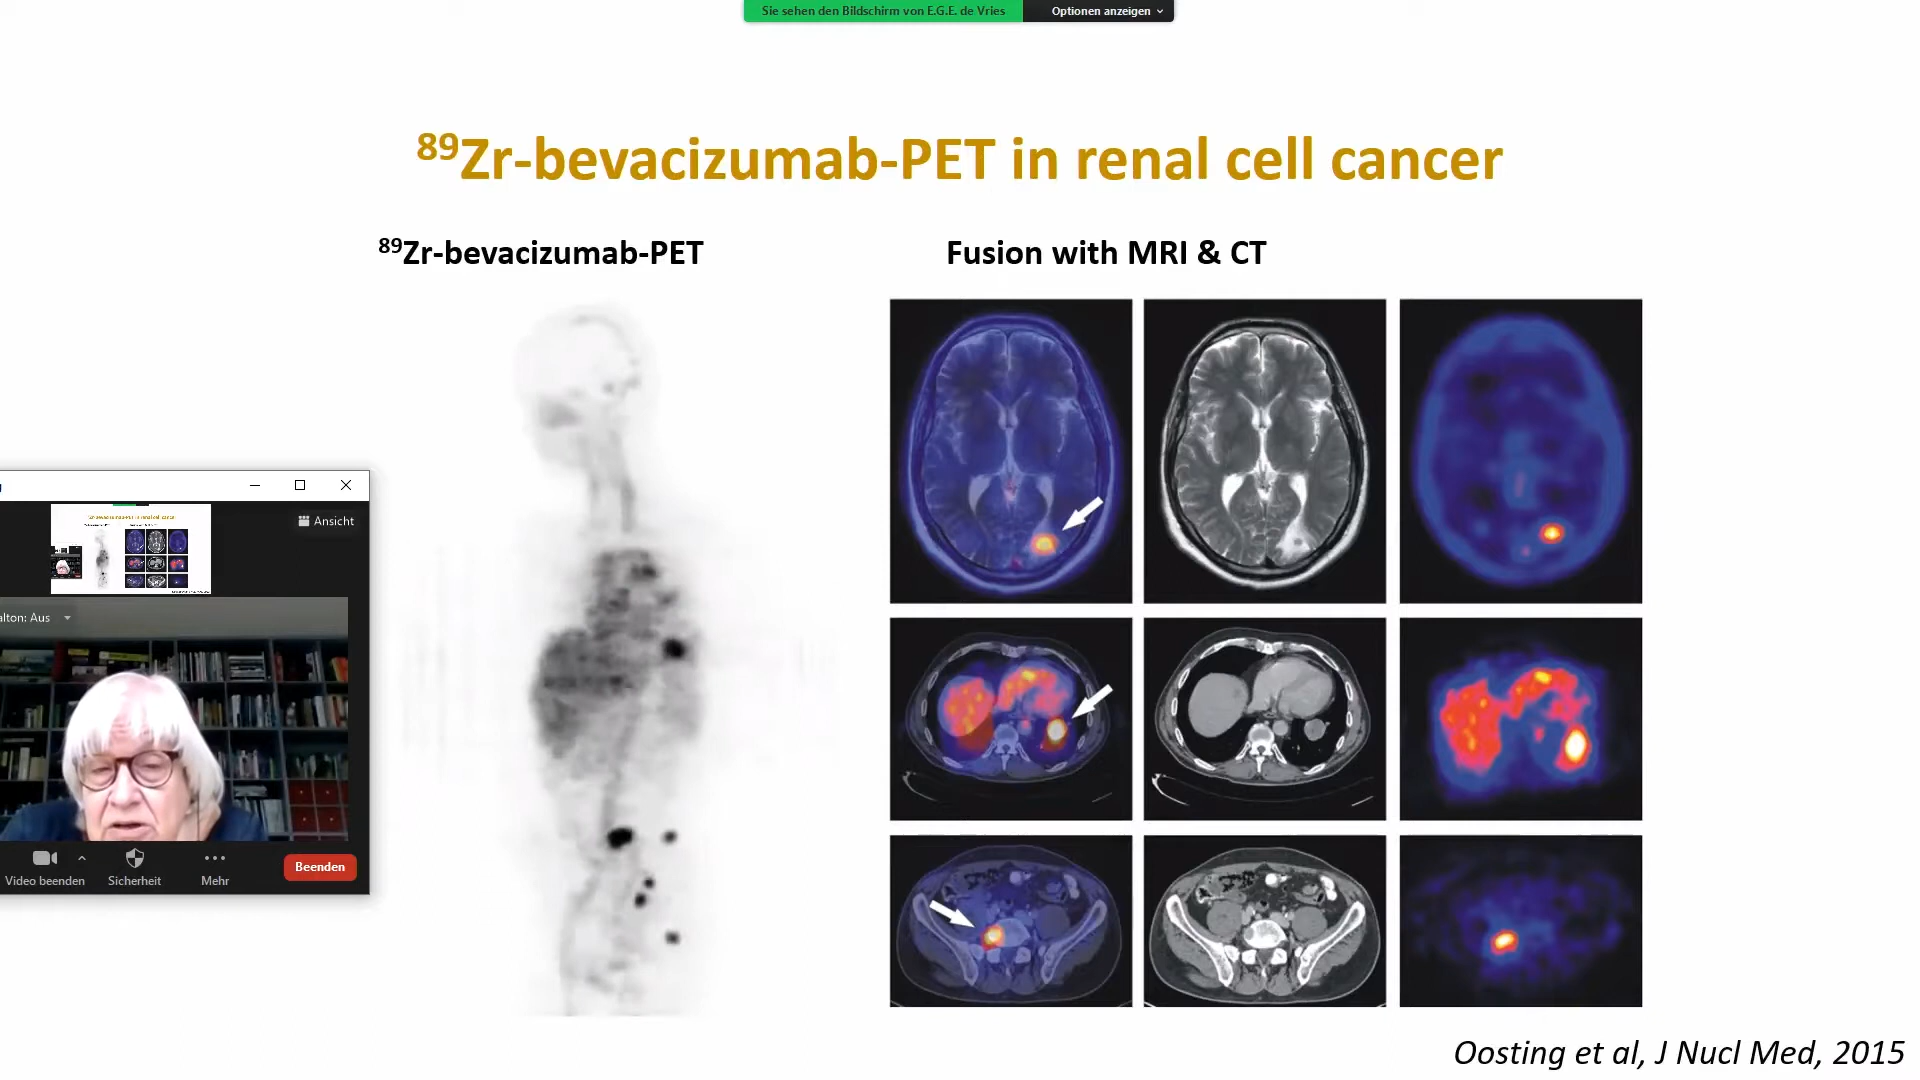 Sie sehen den Bildschirm von E.G.E. de Vries
Optionen anzeigen
⁸⁹Zr-bevacizumab-PET in renal cell cancer
⁸⁹Zr-bevacizumab-PET
Fusion with MRI & CT
Ansicht
alton: Aus
Video beenden
Sicherheit
Mehr
Beenden
Oosting et al, J Nucl Med, 2015